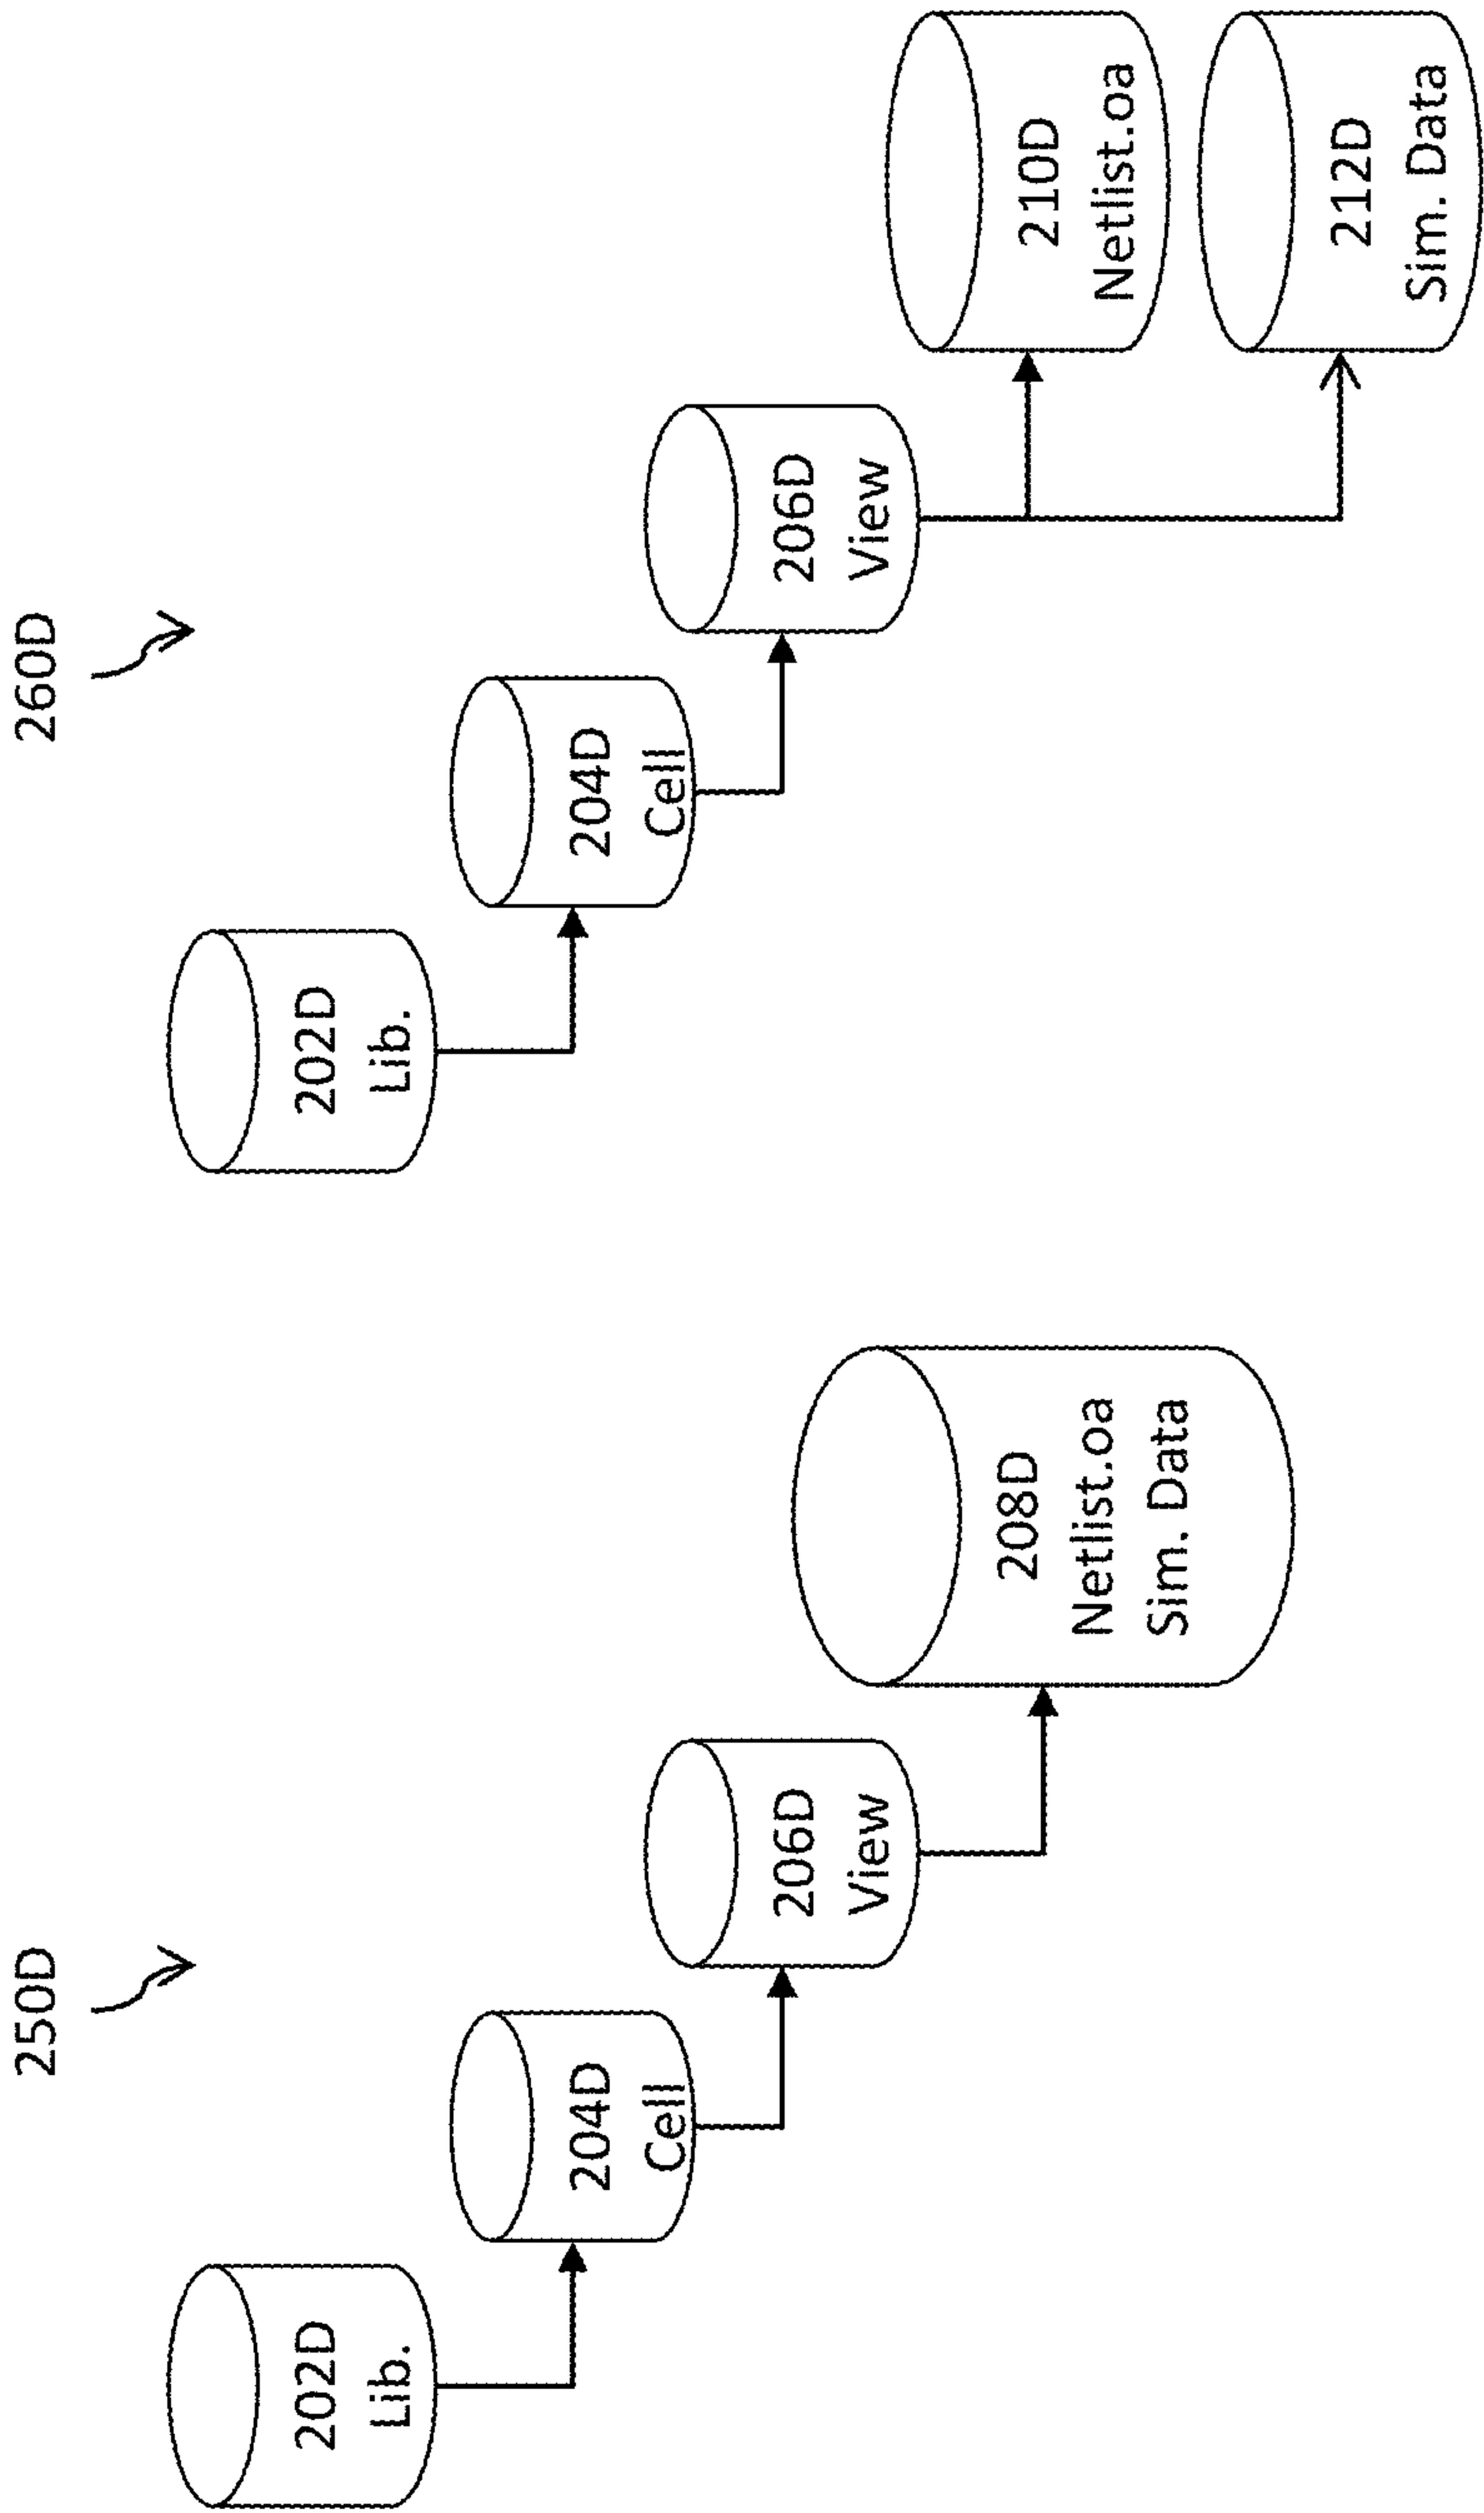 250D
202D
Lib.
204D
Cell
206D
View
208D
Netlist.oa
Sim. Data
260D
202D
Lib.
204D
Cell
206D
View
210D
Netlist.oa
212D
Sim. Data